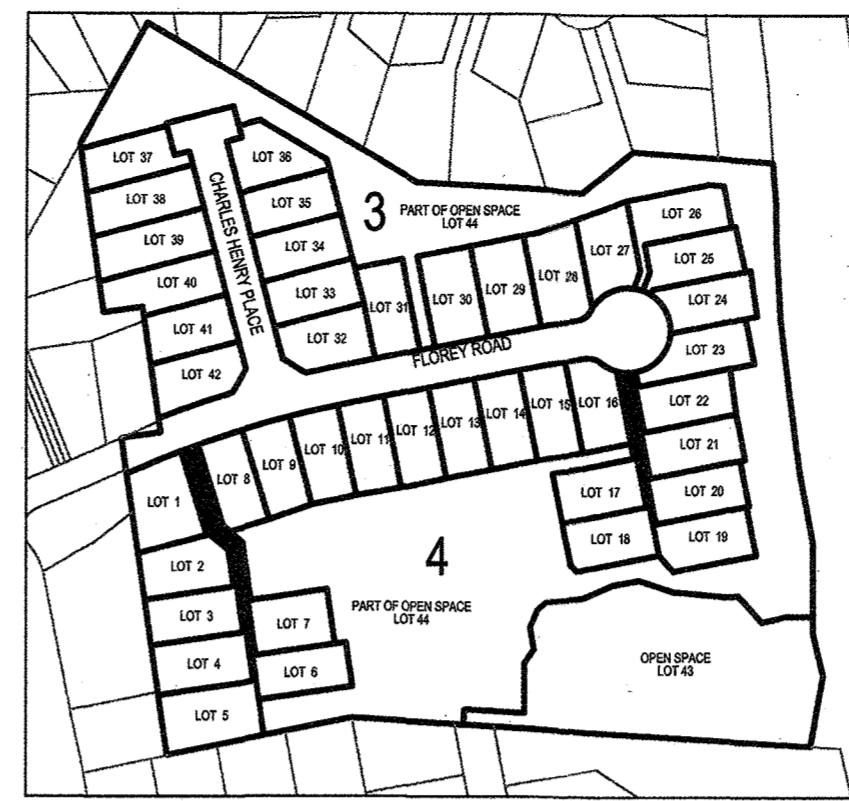 LOT 37
LOT 36
LOT 38
LOT 35
LOT 39
LOT 34
LOT 40
LOT 33
LOT 41
LOT 32
LOT 42
CHARLES HENRY PLACE
3
PART OF OPEN SPACE
LOT 44
LOT 31
LOT 30
LOT 29
LOT 28
LOT 27
LOT 26
LOT 25
LOT 24
LOT 23
FLOREY ROAD
LOT 22
LOT 21
LOT 20
LOT 19
LOT 1
LOT 8
LOT 9
LOT 10
LOT 11
LOT 12
LOT 13
LOT 14
LOT 15
LOT 16
LOT 17
LOT 18
LOT 2
LOT 3
LOT 4
LOT 5
LOT 7
LOT 6
4
PART OF OPEN SPACE
LOT 44
OPEN SPACE
LOT 43